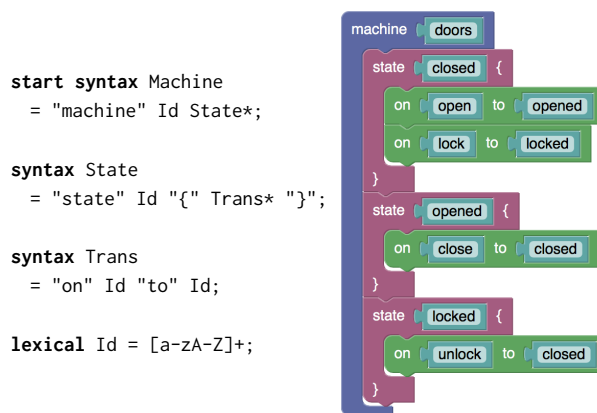 start syntax Machine
= "machine" Id State*;
syntax State
= "state" Id "{" Trans* "}";
syntax Trans
= "on" Id "to" Id;
lexical Id = [a-zA-Z]+;
machine doors
state closed {
on open to opened
on lock to locked
}
state opened {
on close to closed
}
state locked {
on unlock to closed
}